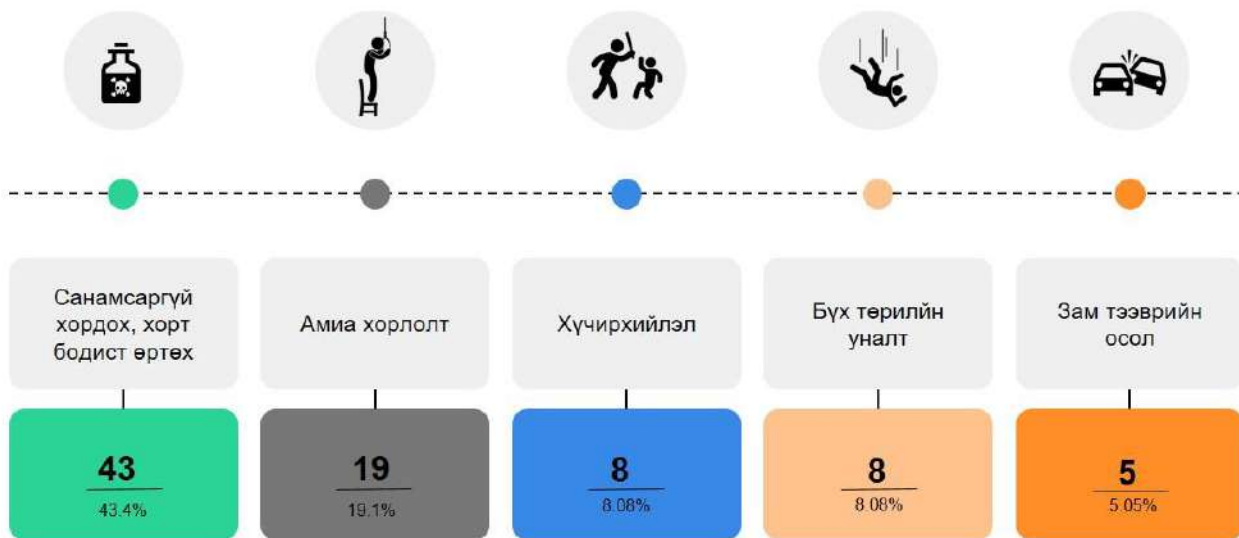 Санамсаргүй
хордох, хорт
бодист өртөх
Амиа хорлолт
Хүчирхийлэл
Бүх төрилйн
уналт
Зам тээврийн
осол
43
43.4%
19
19.1%
8
8.08%
8
8.08%
5
5.05%